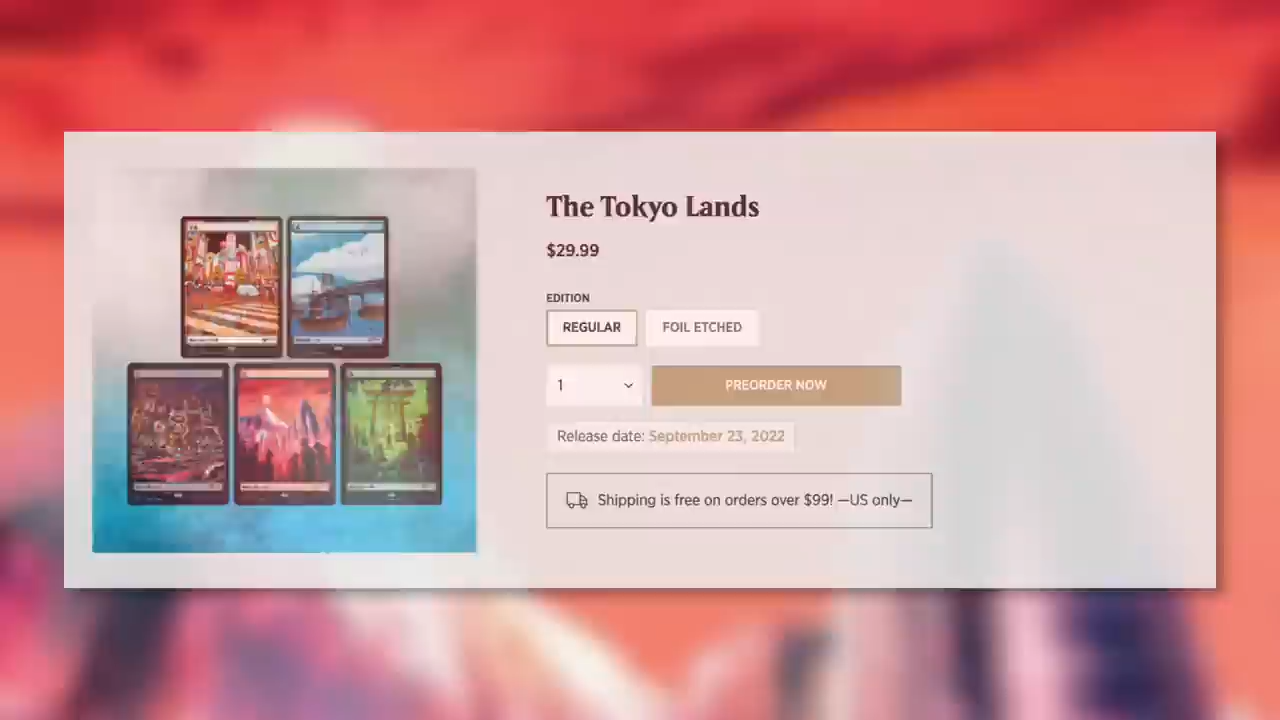 The Tokyo Lands
$29.99
EDITION
REGULAR
FOIL ETCHED
1
PREORDER NOW
Release date: September 23, 2022
Shipping is free on orders over $99! —US only—